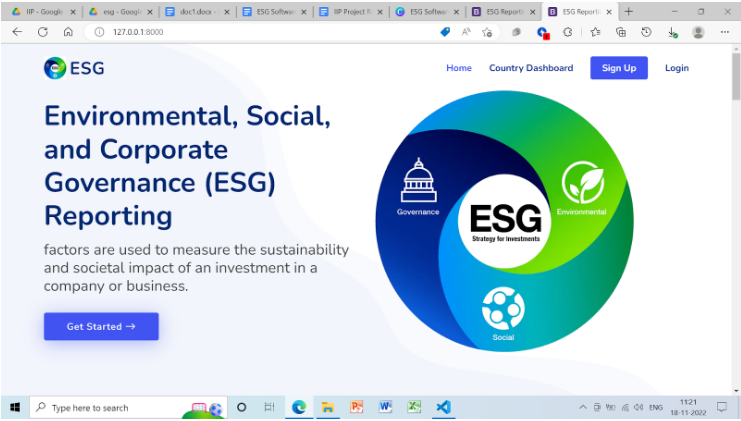 IIP - Google
esg - Google
doc1.docx -
ESG Softwar
IIP Project R
ESG Softwar
ESG Reporti
ESG Reporti
127.0.0.1:8000
ESG
Home
Country Dashboard
Sign Up
Login
Environmental, Social,
and Corporate
Governance (ESG)
Reporting
factors are used to measure the sustainability
and societal impact of an investment in a
company or business.
Get Started →
Governance
Environmental
ESG
Strategy for Investments
Social
Type here to search
ENG
11:21
18-11-2022